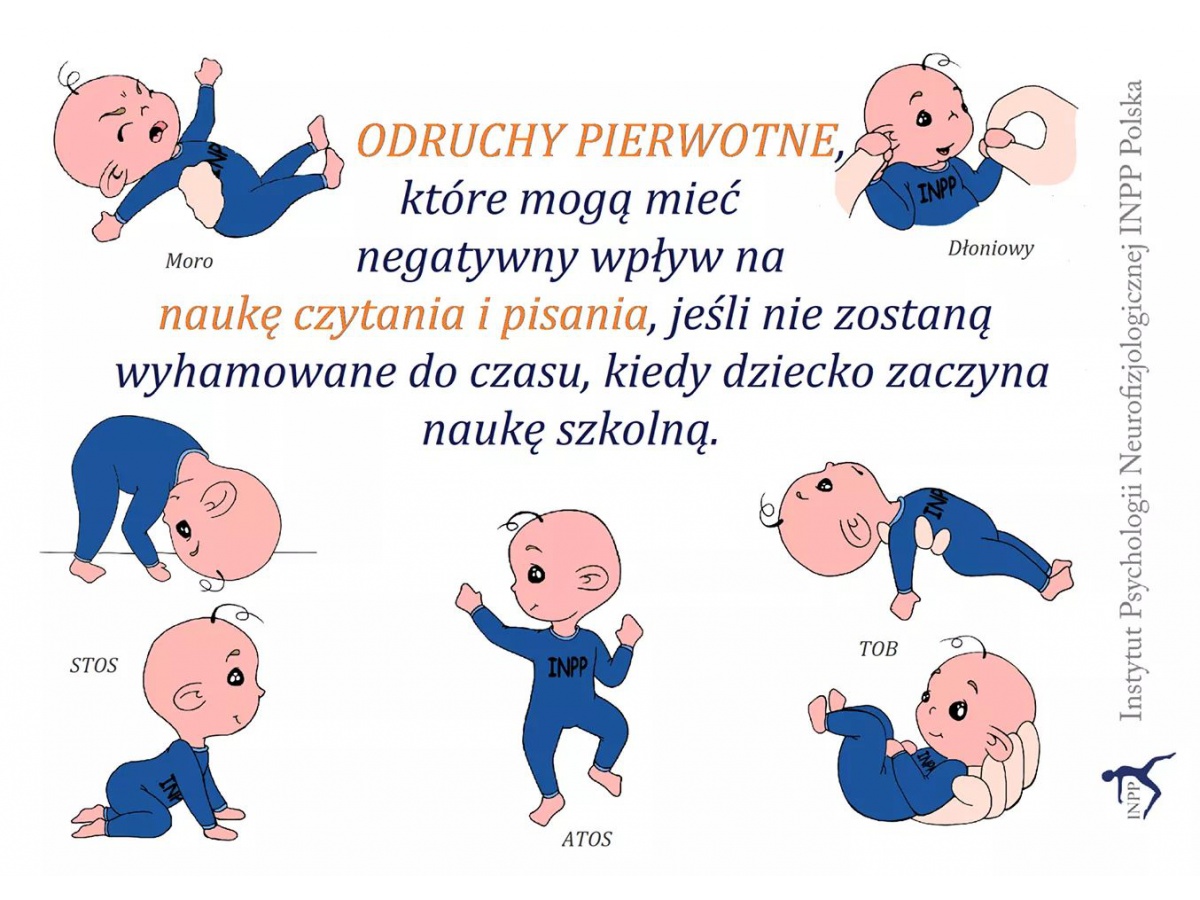 ODRUCHY PIERWOTNE,
które mogą mieć
negatywny wpływ na
naukę czytania i pisania, jeśli nie zostaną
wyhamowane do czasu, kiedy dziecko zaczyna
naukę szkolną.
Moro
Dłoniowy
STOS
ATOS
TOB
INPP
INPP
INPP
INPP
INPP
INPP
Instytut Psychologii Neurofizjologicznej INPP Polska
INPP